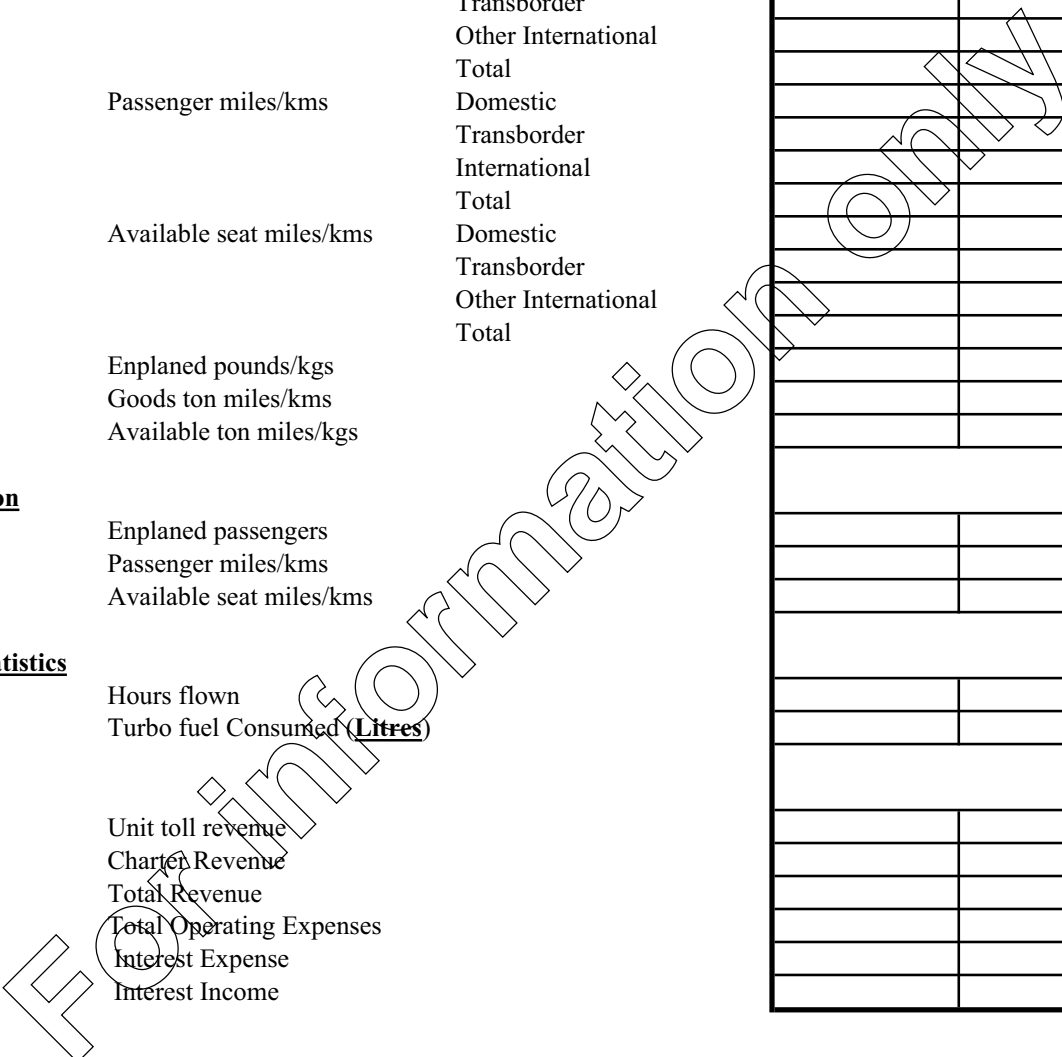 Transborder
Other International
Total
Passenger miles/kms Domestic
Transborder
International
Total
Available seat miles/kms Domestic
Transborder
Other International
Total
Enplaned pounds/kgs
Goods ton miles/kms
Available ton miles/kgs
on
Enplaned passengers
Passenger miles/kms
Available seat miles/kms
atistics
Hours flown
Turbo fuel Consumed (Litres)
Unit toll revenue
Charter Revenue
Total Revenue
Total Operating Expenses
Interest Expense
Interest Income
For information only